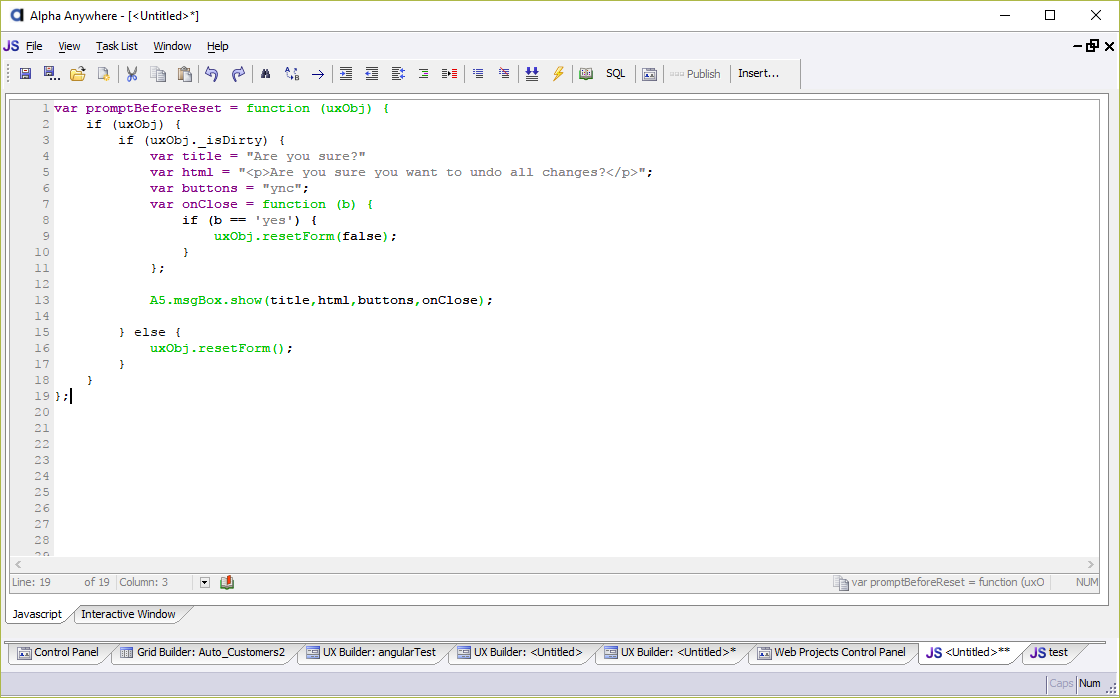 Alpha Anywhere - [<Untitled>*]
JS File View Task List Window Help
SQL Publish Insert...
1 var promptBeforeReset = function (uxObj) {
2 if (uxObj) {
3 if (uxObj._isDirty) {
4 var title = "Are you sure?"
5 var html = "<p>Are you sure you want to undo all changes?</p>";
6 var buttons = "ync";
7 var onClose = function (b) {
8 if (b == 'yes') {
9 uxObj.resetForm(false);
10 }
11 };
12
13 A5.msgBox.show(title,html,buttons,onClose);
14
15 } else {
16 uxObj.resetForm();
17 }
18 }
19 };
20
21
22
23
24
25
26
27
28
29
Line: 19 of 19 Column: 3 var promptBeforeReset = function (uxO NUM
Javascript Interactive Window
Control Panel Grid Builder: Auto_Customers2 UX Builder: angularTest UX Builder: <Untitled> UX Builder: <Untitled>* Web Projects Control Panel JS <Untitled>** JS test
Caps Num